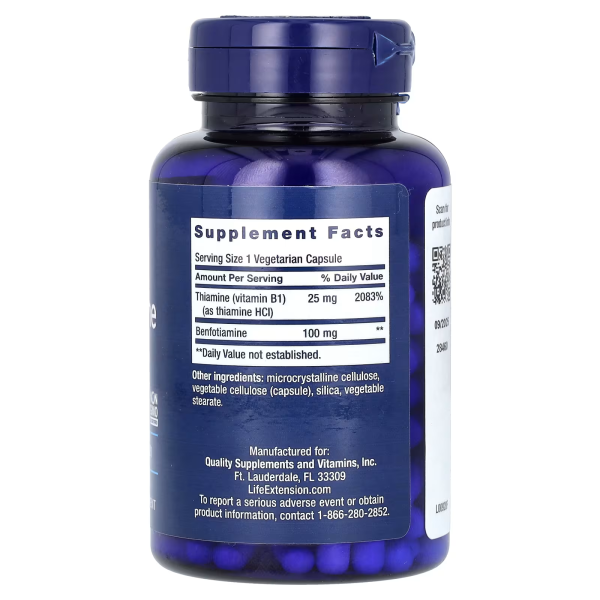 Supplement Facts
Serving Size 1 Vegetarian Capsule
Amount Per Serving % Daily Value
Thiamine (vitamin B1) 25 mg 2083%
(as thiamine HCl)
Benfotiamine 100 mg **
**Daily Value not established.
Other ingredients: microcrystalline cellulose,
vegetable cellulose (capsule), silica, vegetable
stearate.
Manufactured for:
Quality Supplements and Vitamins, Inc.
Ft. Lauderdale, FL 33309
LifeExtension.com
To report a serious adverse event or obtain
product information, contact 1-866-280-2852.
Scan for
product